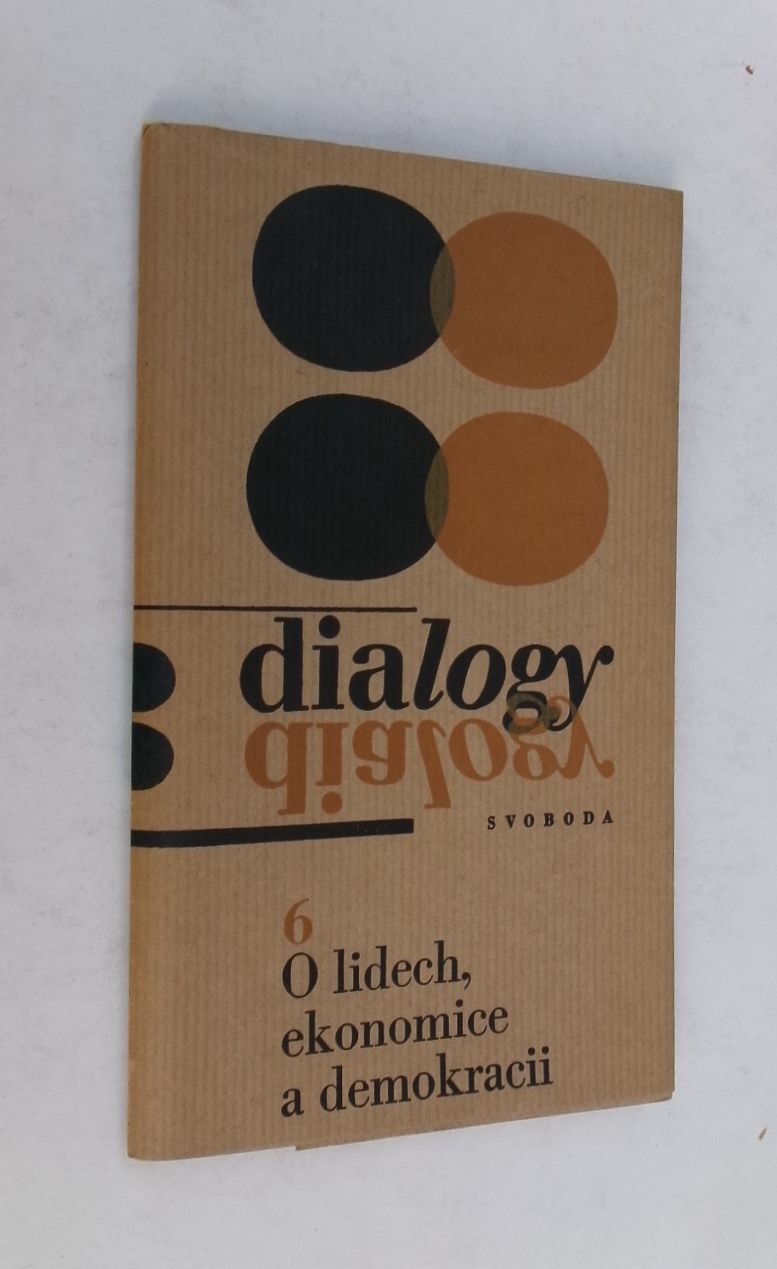 dialogy
dialogy
SVOBODA
6
O lidech,
ekonomice
a demokracii